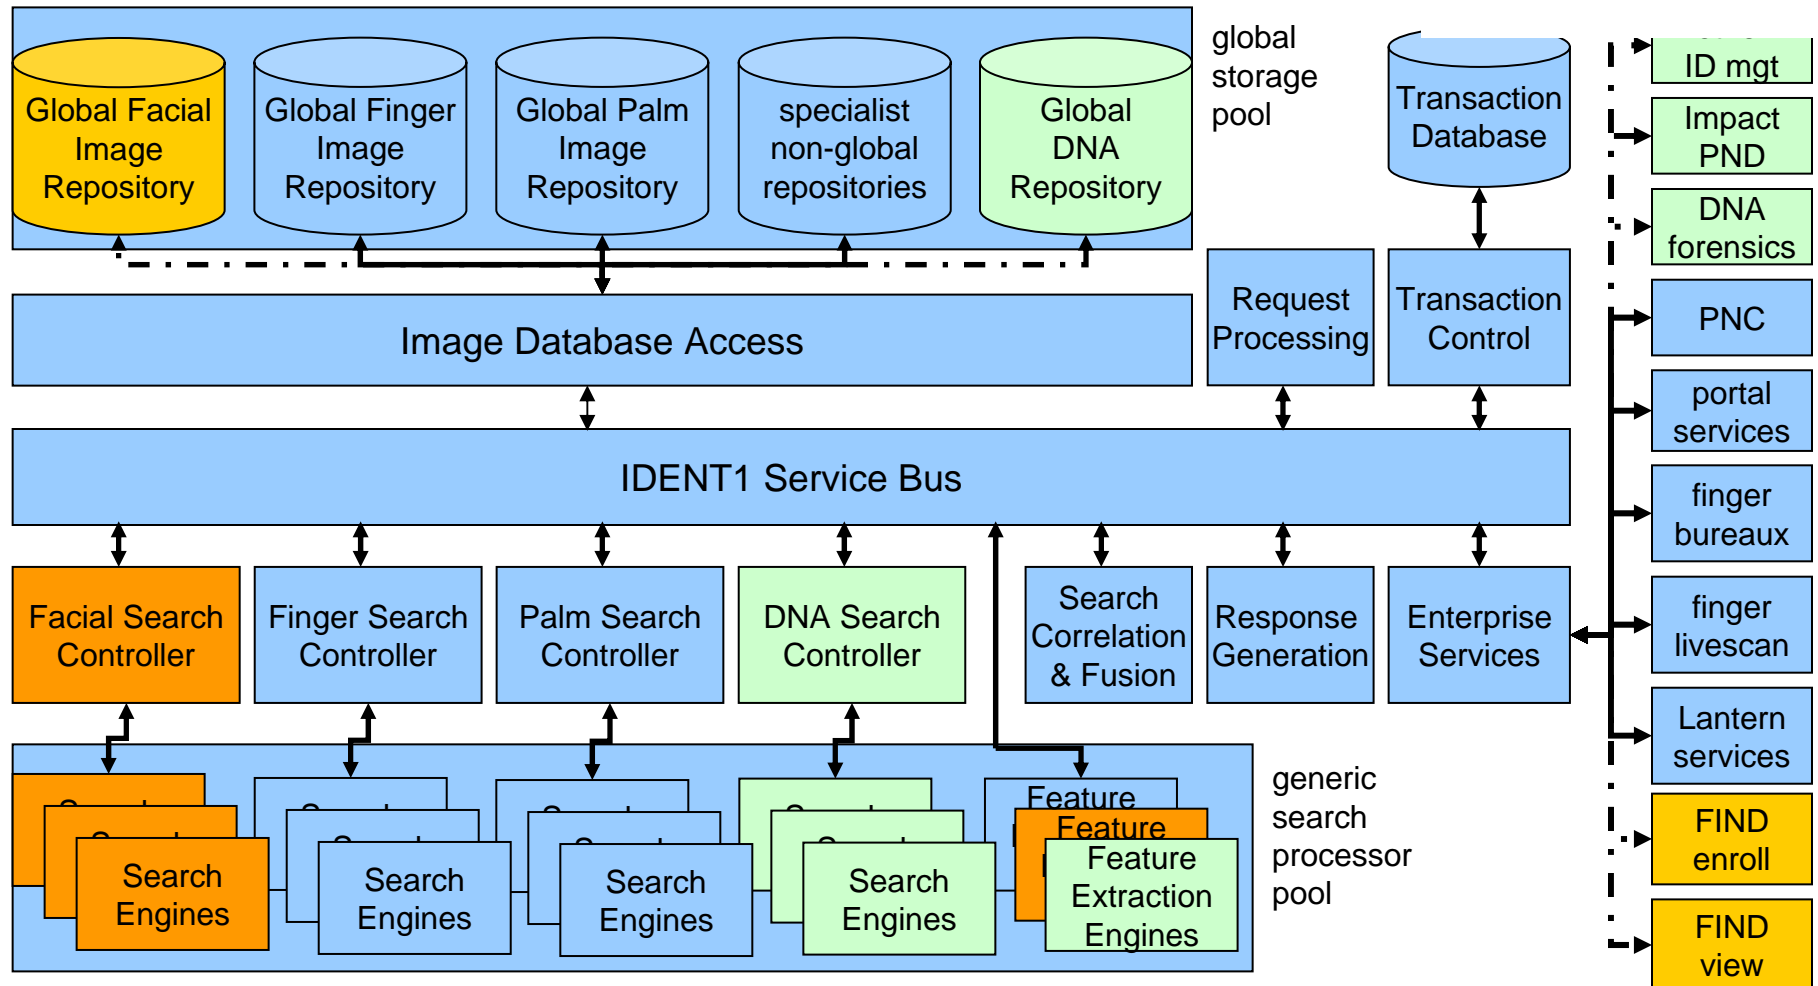 Global Facial
Image
Repository
Global Finger
Image
Repository
Global Palm
Image
Repository
specialist
non-global
repositories
Global
DNA
Repository
global
storage
pool
Transaction
Database
ID mgt
Impact
PND
DNA
forensics
PNC
portal
services
finger
bureaux
finger
livescan
Lantern
services
FIND
enroll
FIND
view
Image Database Access
Request
Processing
Transaction
Control
IDENT1 Service Bus
Facial Search
Controller
Finger Search
Controller
Palm Search
Controller
DNA Search
Controller
Search
Correlation
& Fusion
Response
Generation
Enterprise
Services
Search
Engines
Search
Engines
Search
Engines
Search
Engines
Feature
Feature
Feature
Extraction
Engines
generic
search
processor
pool